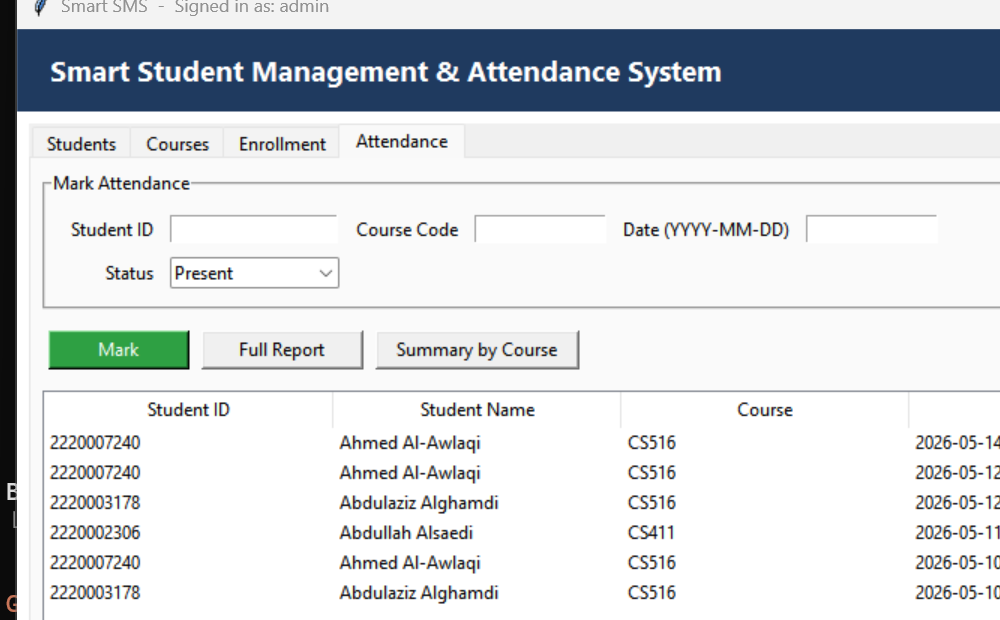 Smart SMS - Signed in as: admin
Smart Student Management & Attendance System
Students Courses Enrollment Attendance
Mark Attendance
Student ID Course Code Date (YYYY-MM-DD)
Status Present
Mark Full Report Summary by Course
Student ID Student Name Course
2220007240 Ahmed Al-Awlaqi CS516 2026-05-14
2220007240 Ahmed Al-Awlaqi CS516 2026-05-12
2220003178 Abdulaziz Alghamdi CS516 2026-05-12
2220002306 Abdullah Alsaedi CS411 2026-05-11
2220007240 Ahmed Al-Awlaqi CS516 2026-05-10
2220003178 Abdulaziz Alghamdi CS516 2026-05-10